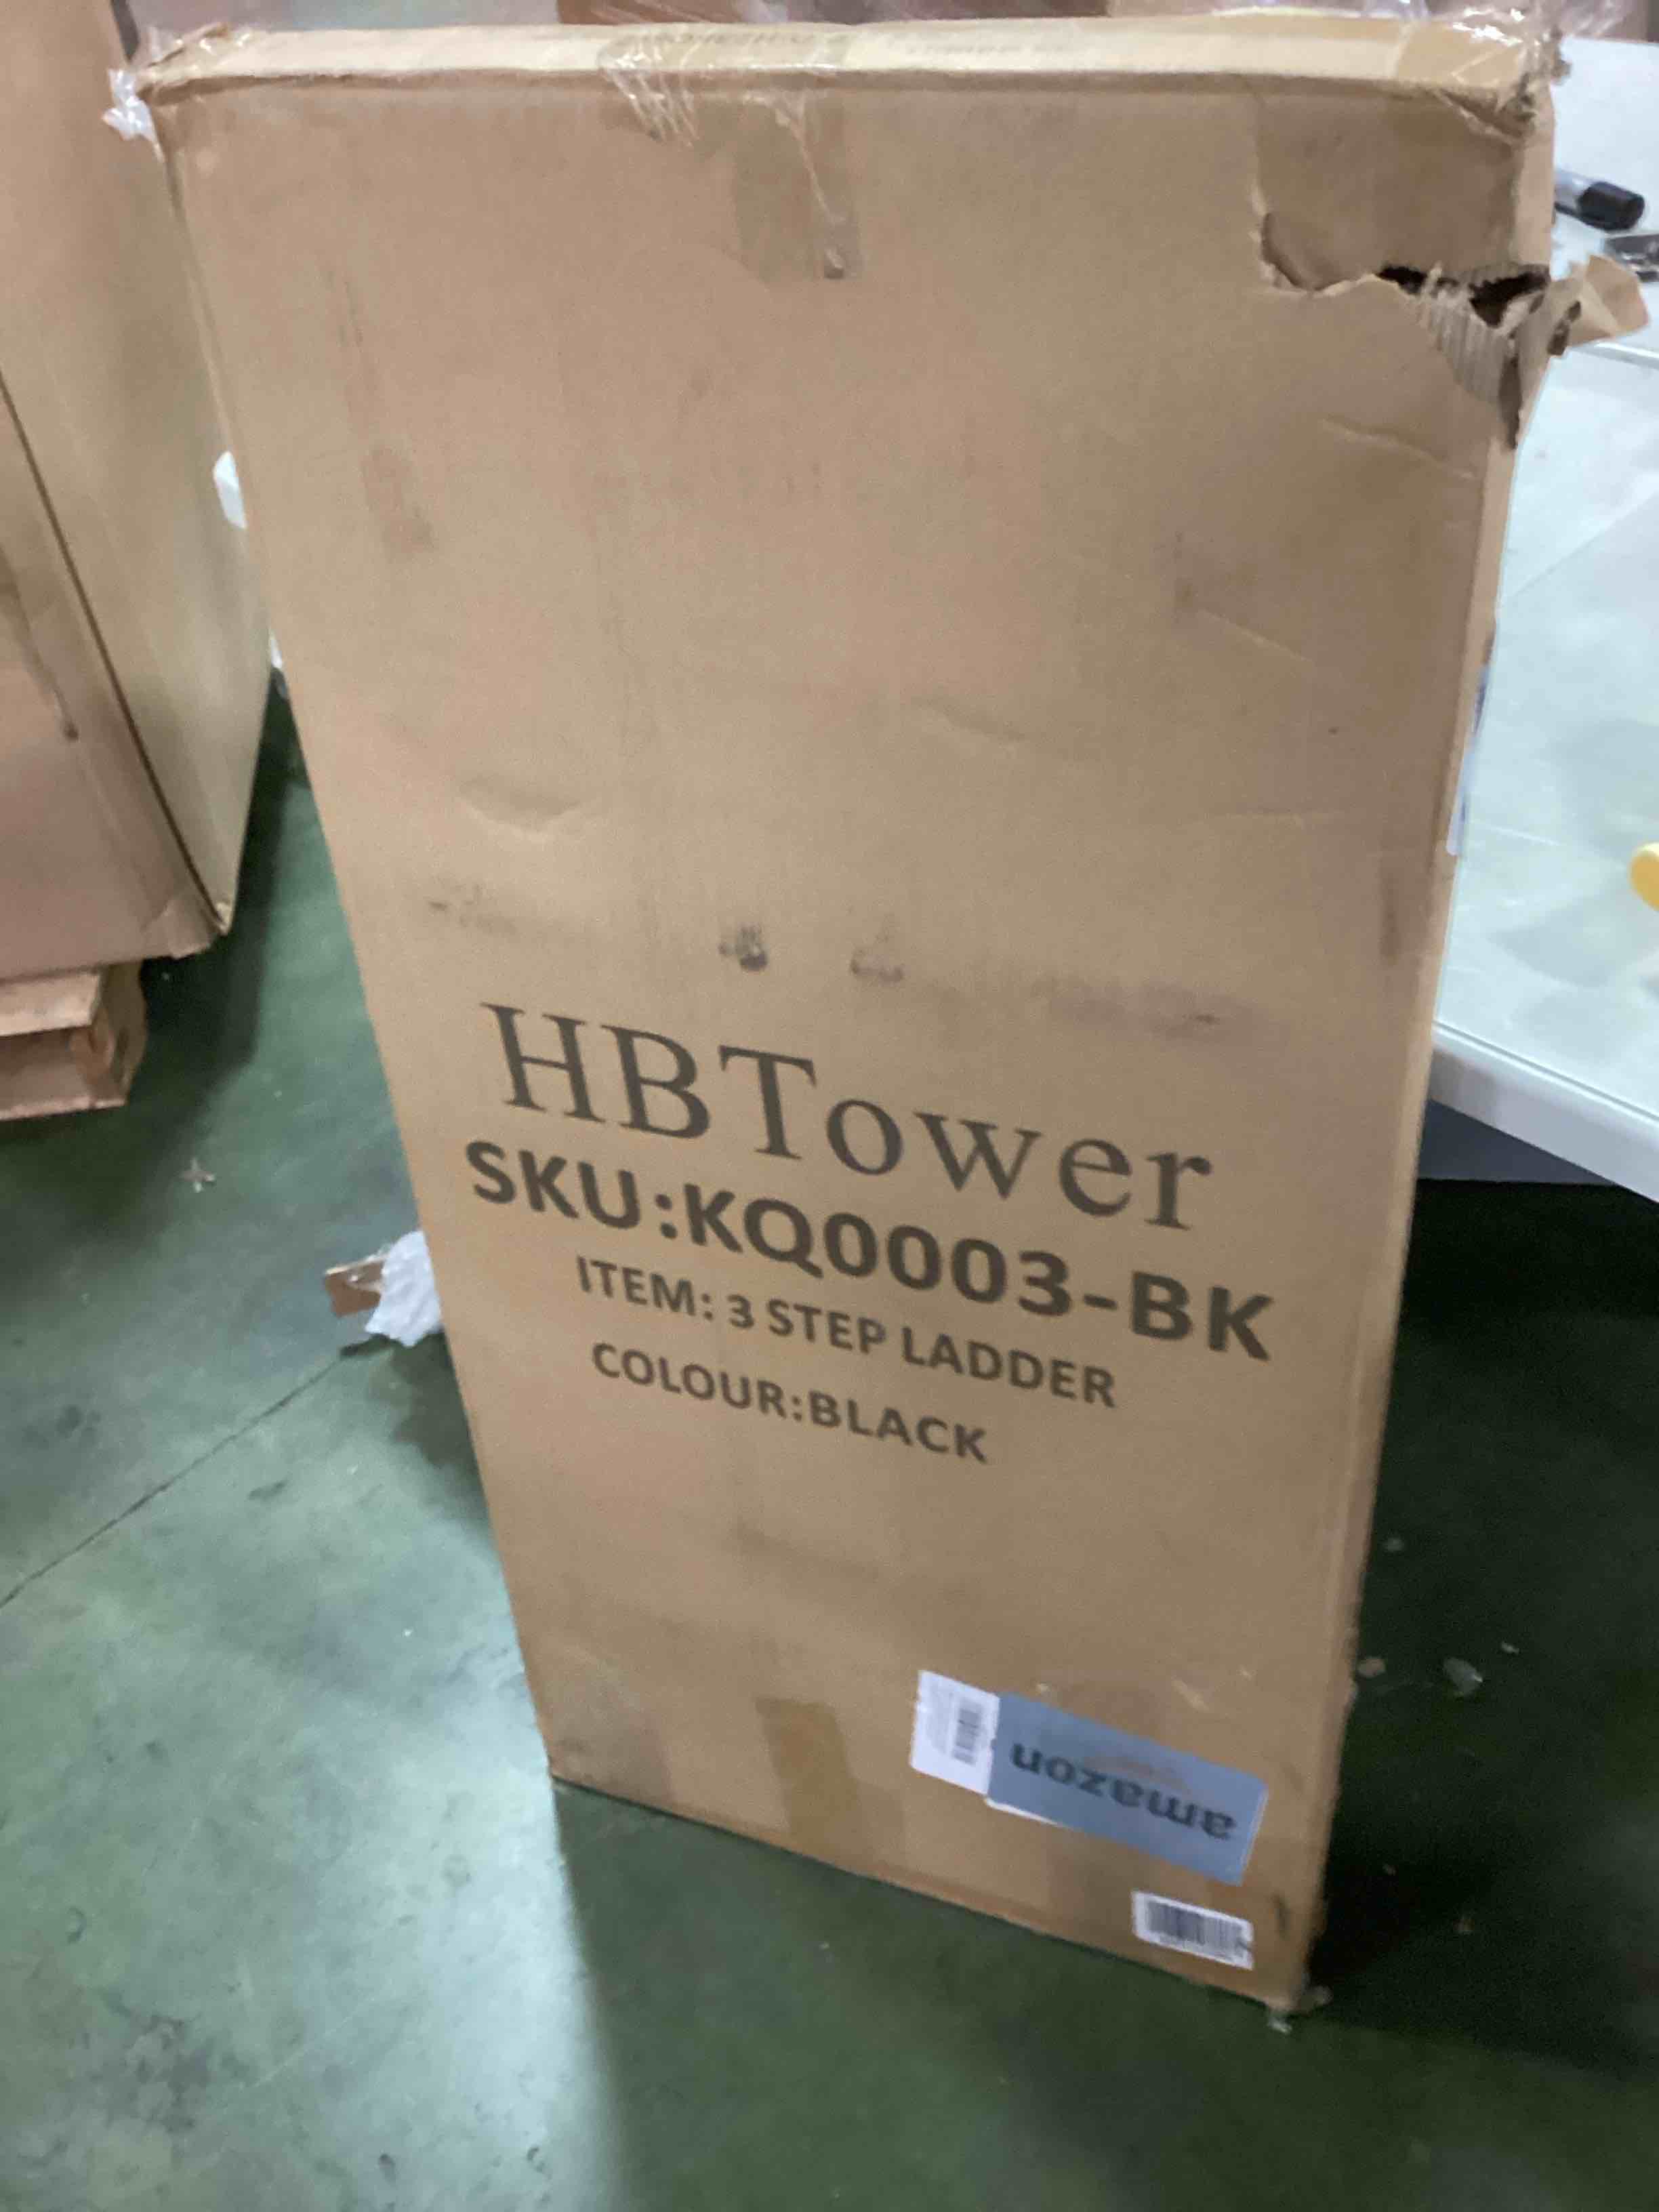 HBTower
SKU:KQ0003-BK
ITEM: 3 STEP LADDER
COLOUR:BLACK
amazon